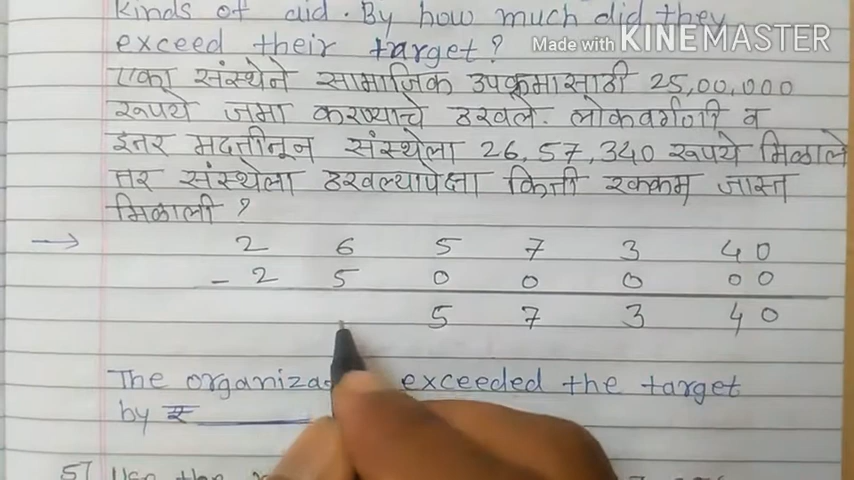 kinds of aid. By how much did they
exceed their target?
Made with KINEMASTER
एका संस्थेने सामाजिक उपक्रमासाठी 25,00,000
रूपये जमा करण्याचे ठरवले. लोकवर्गणी व
इतर मदतीतून संस्थेला 26,57,340 रूपये मिळाले
तर संस्थेला ठरवल्यापेक्षा किती रक्कम जास्त
मिळाली ?
→ 2 6 5 7 3 4 0
- 2 5 0 0 0 0 0
5 7 3 4 0
The exceeded the target
by ₹
57 Use the